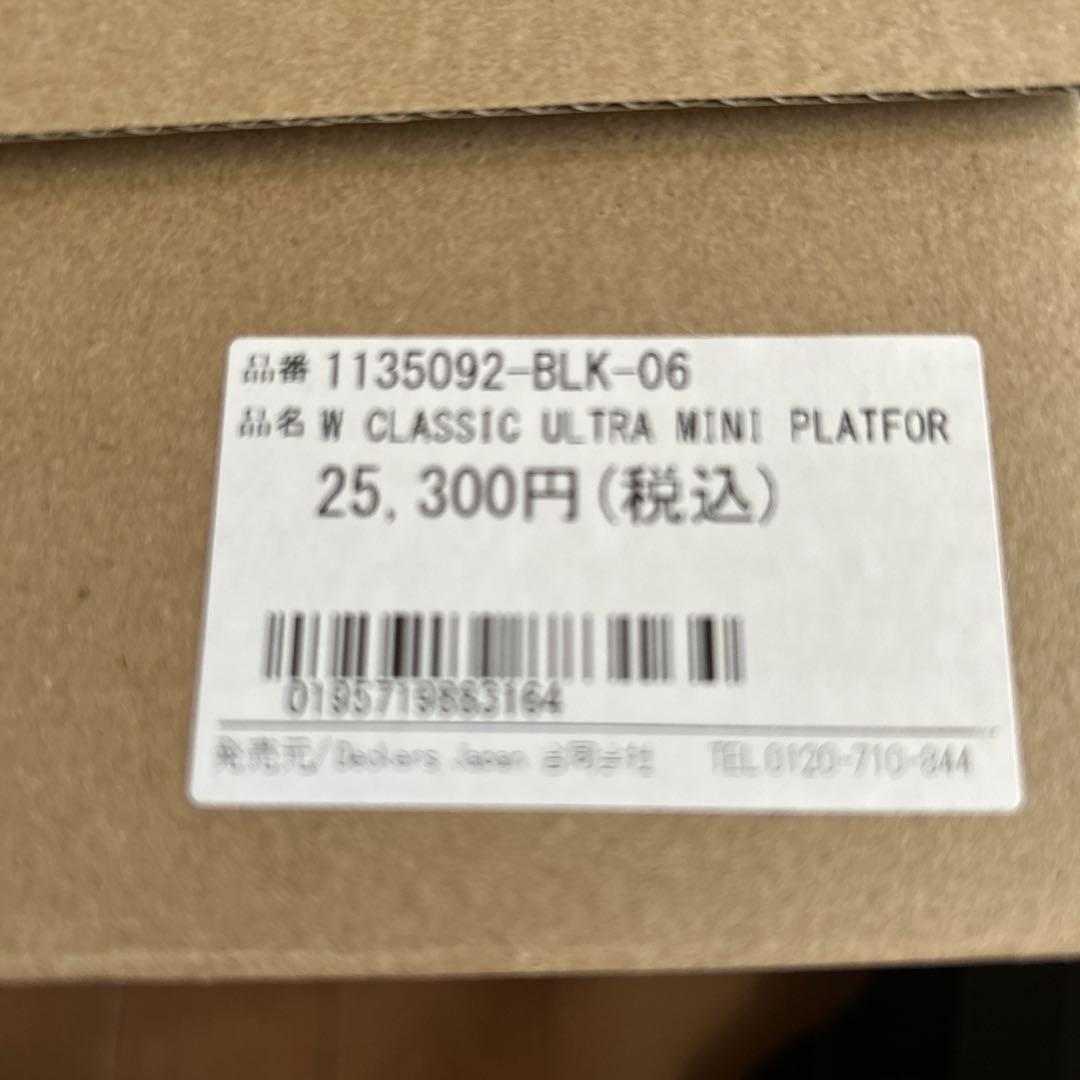 品番 1135092-BLK-06
品名 W CLASSIC ULTRA MINI PLATFOR
25,300円(税込)
0195719883164
発売元/Deckers Japan 合同会社 TEL 0120-710-844